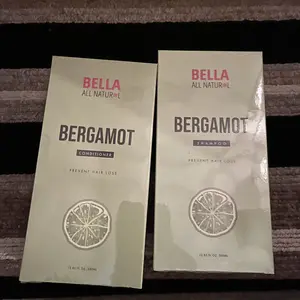 BELLA
ALL NATURAL
BERGAMOT
CONDITIONER
PREVENT HAIR LOSS
BELLA
ALL NATURAL
BERGAMOT
SHAMPOO
PREVENT HAIR LOSS